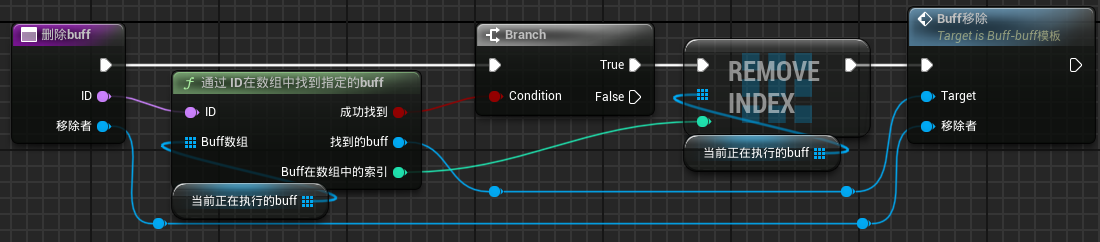 删除buff
ID
移除者
通过 ID在数组中找到指定的buff
ID
成功找到
Buff数组
找到的buff
Buff在数组中的索引
当前正在执行的buff
Branch
True
Condition
False
REMOVE
INDEX
当前正在执行的buff
Buff移除
Target is Buff-buff模板
Target
移除者